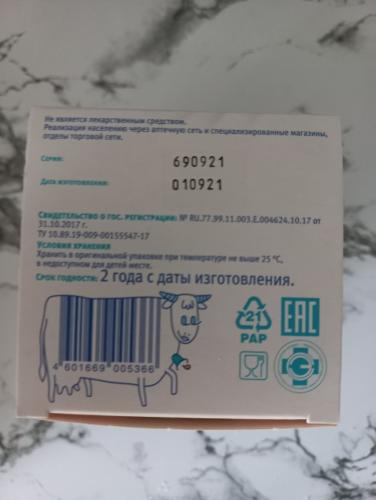 Не является лекарственным средством.
Реализация населению через аптечную сеть и специализированные магазины,
отделы торговой сети.
Серия: 690921
Дата изготовления: 010921
Свидетельство о гос. регистрации: № RU.77.99.11.003.Е.004624.10.17 от
31.10.2017 г.
ТУ 10.89.19-009-00155547-17
Условия хранения
Хранить в оригинальной упаковке при температуре не выше 25 °С,
в недоступном для детей месте.
Срок годности: 2 года с даты изготовления.
21
PAP
EAC
4 601669 005366